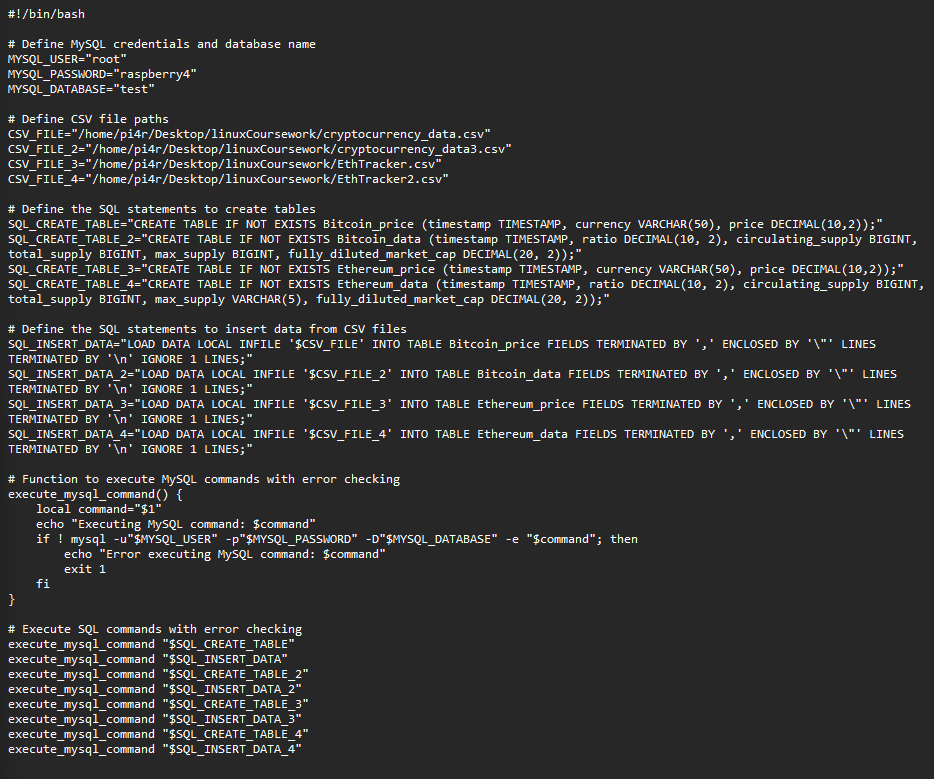 #!/bin/bash

# Define MySQL credentials and database name
MYSQL_USER="root"
MYSQL_PASSWORD="raspberry4"
MYSQL_DATABASE="test"

# Define CSV file paths
CSV_FILE="/home/pi4r/Desktop/linuxCoursework/cryptocurrency_data.csv"
CSV_FILE_2="/home/pi4r/Desktop/linuxCoursework/cryptocurrency_data3.csv"
CSV_FILE_3="/home/pi4r/Desktop/linuxCoursework/EthTracker.csv"
CSV_FILE_4="/home/pi4r/Desktop/linuxCoursework/EthTracker2.csv"

# Define the SQL statements to create tables
SQL_CREATE_TABLE="CREATE TABLE IF NOT EXISTS Bitcoin_price (timestamp TIMESTAMP, currency VARCHAR(50), price DECIMAL(10,2));"
SQL_CREATE_TABLE_2="CREATE TABLE IF NOT EXISTS Bitcoin_data (timestamp TIMESTAMP, ratio DECIMAL(10, 2), circulating_supply BIGINT,
total_supply BIGINT, max_supply BIGINT, fully_diluted_market_cap DECIMAL(20, 2));"
SQL_CREATE_TABLE_3="CREATE TABLE IF NOT EXISTS Ethereum_price (timestamp TIMESTAMP, currency VARCHAR(50), price DECIMAL(10,2));"
SQL_CREATE_TABLE_4="CREATE TABLE IF NOT EXISTS Ethereum_data (timestamp TIMESTAMP, ratio DECIMAL(10, 2), circulating_supply BIGINT,
total_supply BIGINT, max_supply VARCHAR(5), fully_diluted_market_cap DECIMAL(20, 2));"

# Define the SQL statements to insert data from CSV files
SQL_INSERT_DATA="LOAD DATA LOCAL INFILE '$CSV_FILE' INTO TABLE Bitcoin_price FIELDS TERMINATED BY ',' ENCLOSED BY '\"' LINES
TERMINATED BY '\n' IGNORE 1 LINES;"
SQL_INSERT_DATA_2="LOAD DATA LOCAL INFILE '$CSV_FILE_2' INTO TABLE Bitcoin_data FIELDS TERMINATED BY ',' ENCLOSED BY '\"' LINES
TERMINATED BY '\n' IGNORE 1 LINES;"
SQL_INSERT_DATA_3="LOAD DATA LOCAL INFILE '$CSV_FILE_3' INTO TABLE Ethereum_price FIELDS TERMINATED BY ',' ENCLOSED BY '\"' LINES
TERMINATED BY '\n' IGNORE 1 LINES;"
SQL_INSERT_DATA_4="LOAD DATA LOCAL INFILE '$CSV_FILE_4' INTO TABLE Ethereum_data FIELDS TERMINATED BY ',' ENCLOSED BY '\"' LINES
TERMINATED BY '\n' IGNORE 1 LINES;"

# Function to execute MySQL commands with error checking
execute_mysql_command() {
    local command="$1"
    echo "Executing MySQL command: $command"
    if ! mysql -u"$MYSQL_USER" -p"$MYSQL_PASSWORD" -D"$MYSQL_DATABASE" -e "$command"; then
        echo "Error executing MySQL command: $command"
        exit 1
    fi
}

# Execute SQL commands with error checking
execute_mysql_command "$SQL_CREATE_TABLE"
execute_mysql_command "$SQL_INSERT_DATA"
execute_mysql_command "$SQL_CREATE_TABLE_2"
execute_mysql_command "$SQL_INSERT_DATA_2"
execute_mysql_command "$SQL_CREATE_TABLE_3"
execute_mysql_command "$SQL_INSERT_DATA_3"
execute_mysql_command "$SQL_CREATE_TABLE_4"
execute_mysql_command "$SQL_INSERT_DATA_4"